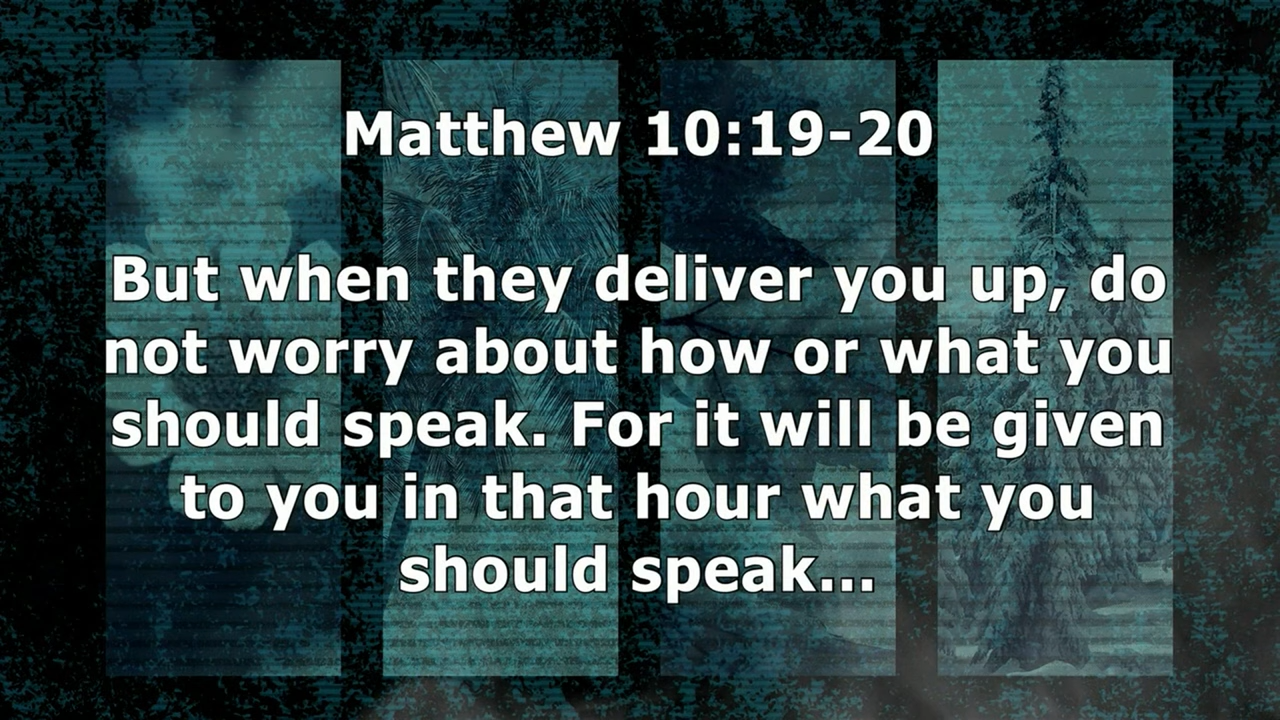 Matthew 10:19-20
But when they deliver you up, do
not worry about how or what you
should speak. For it will be given
to you in that hour what you
should speak...